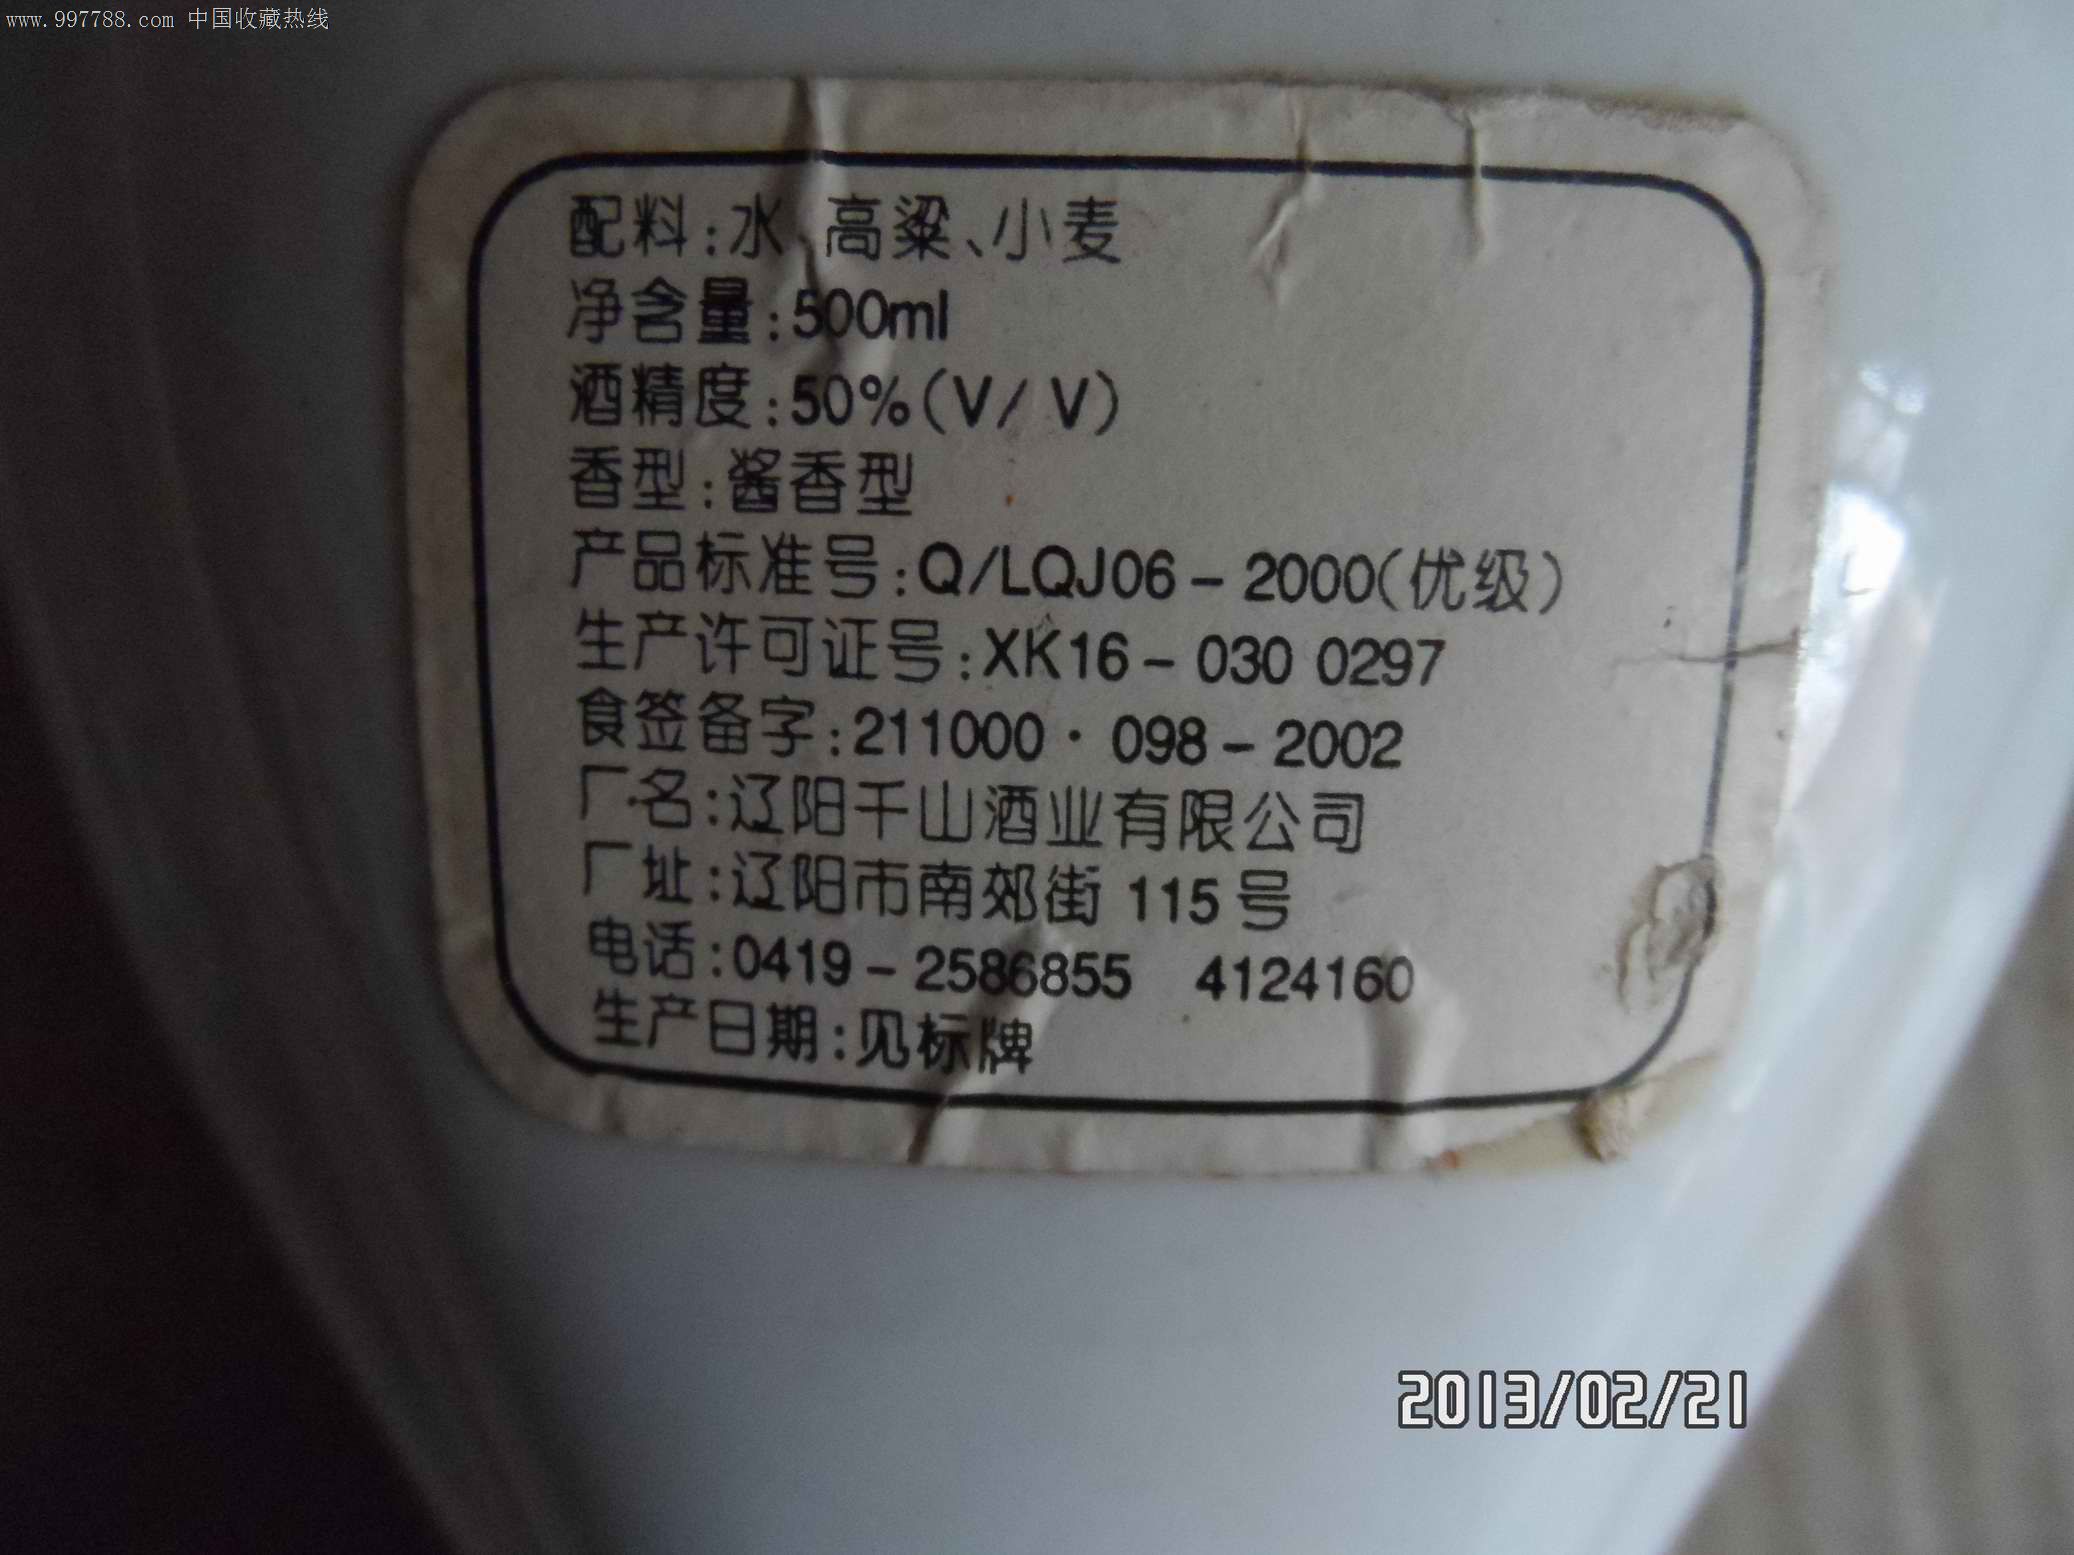 www.997788.com 中国收藏热线
配料:水、高粱、小麦
净含量:500ml
酒精度:50%(V/V)
香型:酱香型
产品标准号:Q/LQJ06-2000(优级)
生产许可证号:XK16-030 0297
食签备字:211000·098-2002
厂名:辽阳千山酒业有限公司
厂址:辽阳市南郊街 115 号
电话:0419-2586855 4124160
生产日期:见标牌
2013/02/21